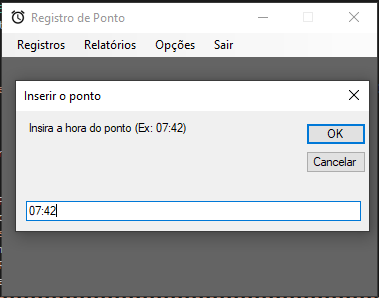 Registro de Ponto
Registros Relatórios Opções Sair
Inserir o ponto
Insira a hora do ponto (Ex: 07:42)
OK
Cancelar
07:42